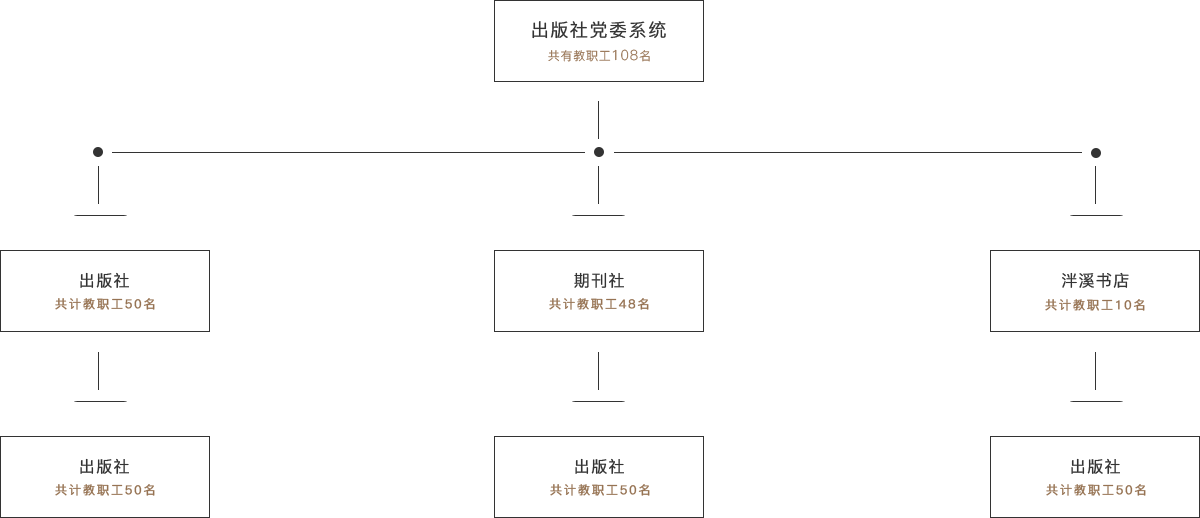 出版社党委系统
共有教职工108名
出版社
共计教职工50名
期刊社
共计教职工48名
泮溪书店
共计教职工10名
出版社
共计教职工50名
出版社
共计教职工50名
出版社
共计教职工50名